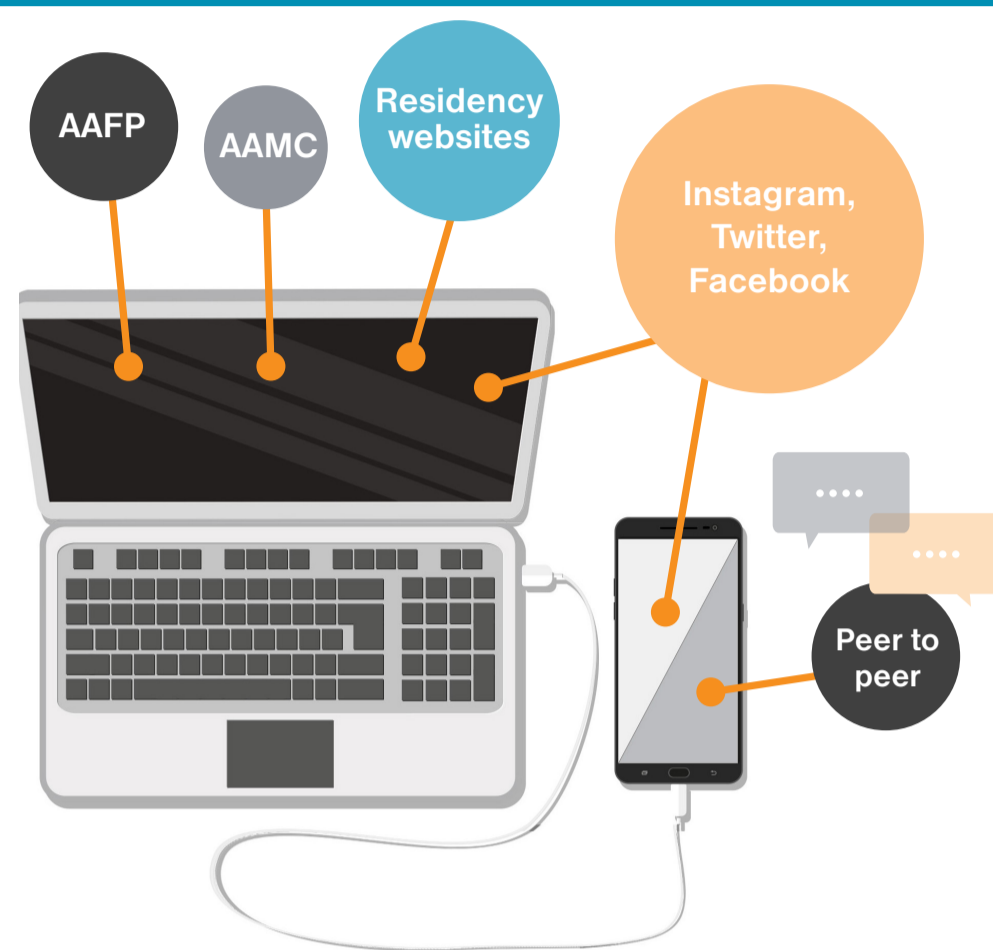 AAFP
AAMC
Residency
websites
Instagram,
Twitter,
Facebook
Peer to
peer